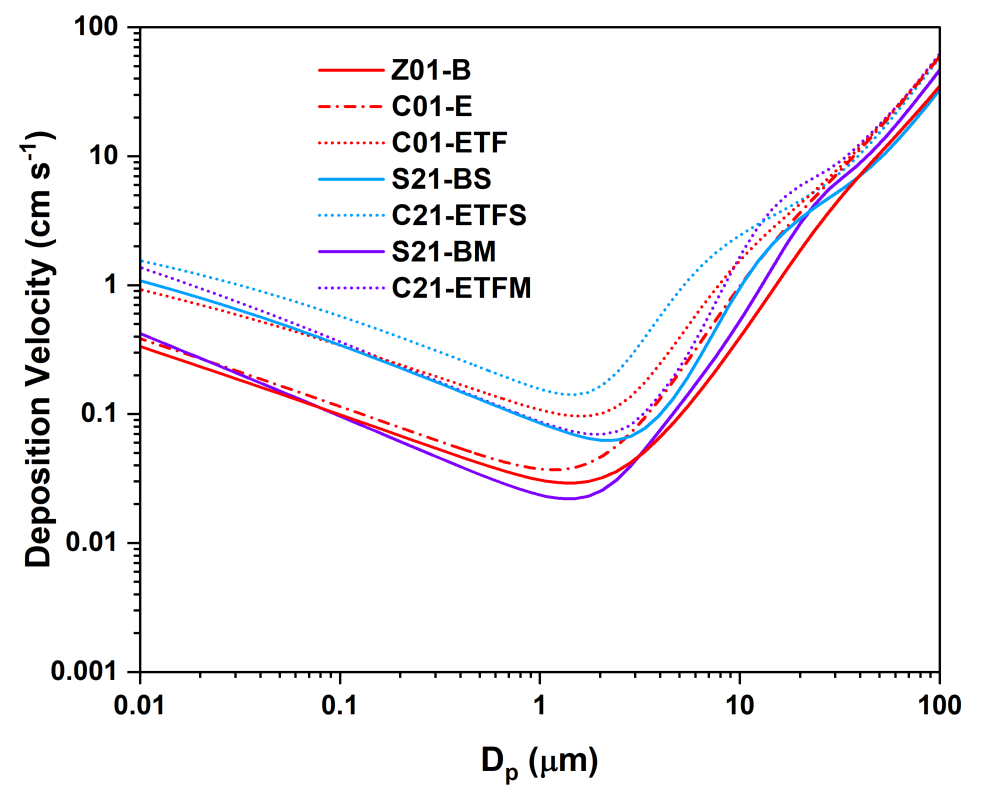 100
10
1
0.1
0.01
0.001
Deposition Velocity (cm s⁻¹)
Z01-B
C01-E
C01-ETF
S21-BS
C21-ETFS
S21-BM
C21-ETFM
0.01 0.1 1 10 100
Dₚ (μm)